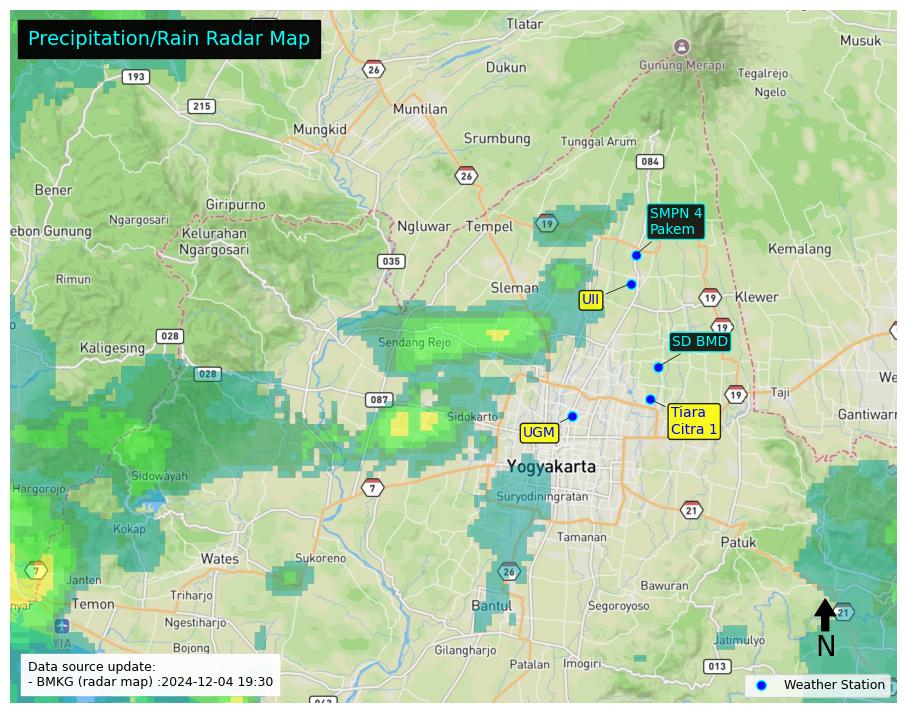 Precipitation/Rain Radar Map
Tlatar
Musuk
26
Dukun
Gunung Merapi
Tegalrejo
193
Ngelo
215
Muntilan
Mungkid
Srumbung
Tunggal Arum
084
26
Bener
Giripurno
Ngargosari
SMPN 4
Pakem
19
ebon Gunung
Kelurahan
Ngargosari
Ngluwar
Tempel
Kemalang
035
Rimun
Sleman
UII
19
Klewer
19
028
Sendang Rejo
SD BMD
Kaligesing
028
We
087
19
Taji
Sidokarto
Tiara
Citra 1
Gantiwarn
UGM
Yogyakarta
Sidowayah
Hargorojo
7
Suryodiningratan
21
Kokap
Tamanan
Patuk
Wates
Sukoreno
7
26
Janten
Bawuran
Triharjo
nyar
Temon
Bantul
Segoroyoso
21
Ngestiharjo
YIA
Jatimulyo
N
Bojong
Gilangharjo
Patalan
Imogiri
013
Data source update:
- BMKG (radar map) :2024-12-04 19:30
Weather Station